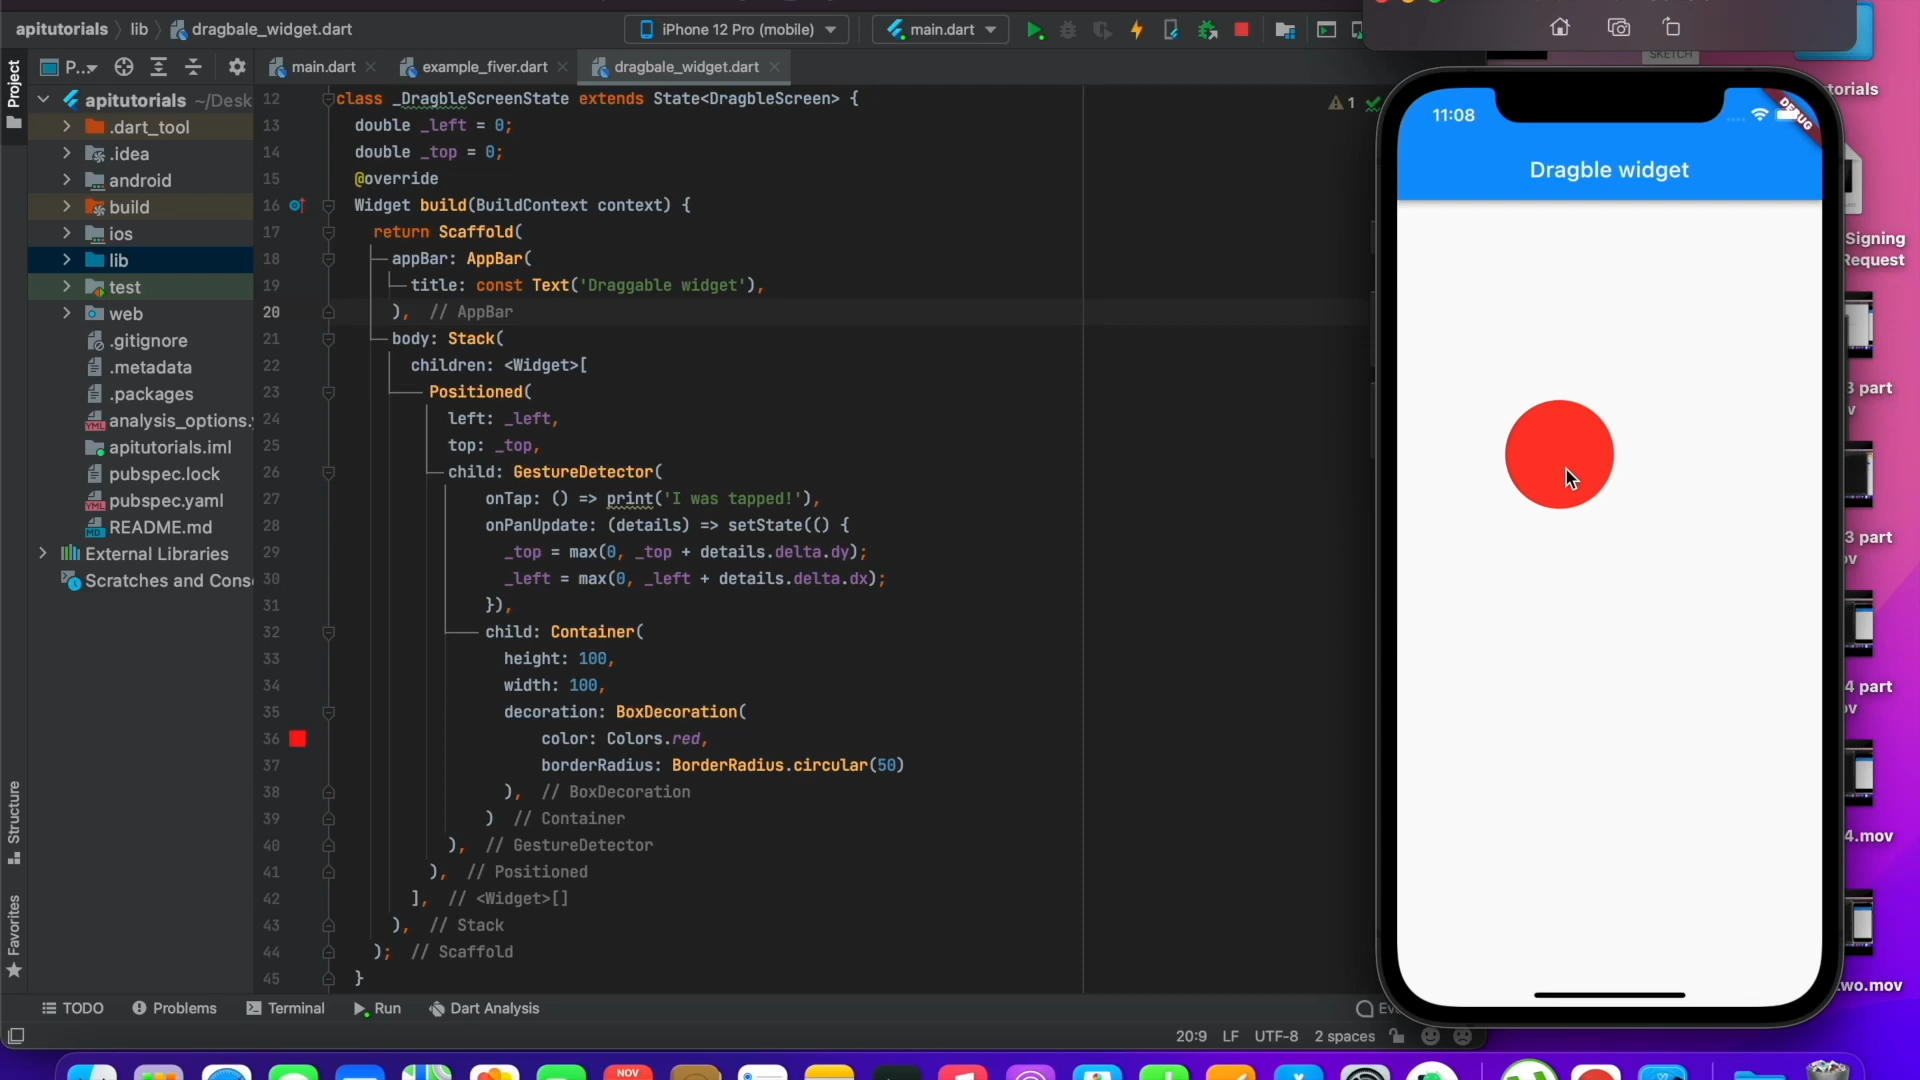 apitutorials lib dragbale_widget.dart
iPhone 12 Pro (mobile)
main.dart
Project
P...
main.dart
example_fiver.dart
dragbale_widget.dart
apitutorials ~/Desk
.dart_tool
.idea
android
build
ios
lib
test
web
.gitignore
.metadata
.packages
analysis_options.
apitutorials.iml
pubspec.lock
pubspec.yaml
README.md
External Libraries
Scratches and Cons
Structure
Favorites
1
12 class _DragbleScreenState extends State<DragbleScreen> {
13 double _left = 0;
14 double _top = 0;
15 @override
16 Widget build(BuildContext context) {
17 return Scaffold(
18 appBar: AppBar(
19 title: const Text('Draggable widget'),
20 ), // AppBar
21 body: Stack(
22 children: <Widget>[
23 Positioned(
24 left: _left,
25 top: _top,
26 child: GestureDetector(
27 onTap: () => print('I was tapped!'),
28 onPanUpdate: (details) => setState(() {
29 _top = max(0, _top + details.delta.dy);
30 _left = max(0, _left + details.delta.dx);
31 }),
32 child: Container(
33 height: 100,
34 width: 100,
35 decoration: BoxDecoration(
36 color: Colors.red,
37 borderRadius: BorderRadius.circular(50)
38 ), // BoxDecoration
39 ) // Container
40 ), // GestureDetector
41 ), // Positioned
42 ], // <Widget>[]
43 ), // Stack
44 ); // Scaffold
45 }
TODO
Problems
Terminal
Run
Dart Analysis
20:9 LF UTF-8 2 spaces
SKETCH
11:08
DEBUG
Dragble widget
torials
Signing
Request
3 part
3 part
4 part
4.mov
two.mov
NOV